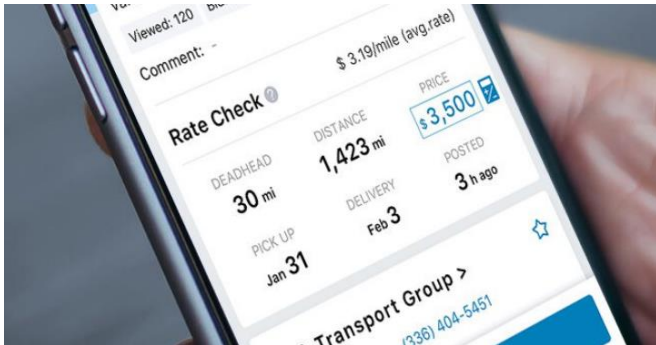 Viewed: 120
Comment: -
$ 3.19/mile (avg.rate)
Rate Check ?
DEADHEAD
30 mi
DISTANCE
1,423 mi
PRICE
$3,500
PICK UP
Jan 31
DELIVERY
Feb 3
POSTED
3 h ago
Transport Group >
(336) 404-5451